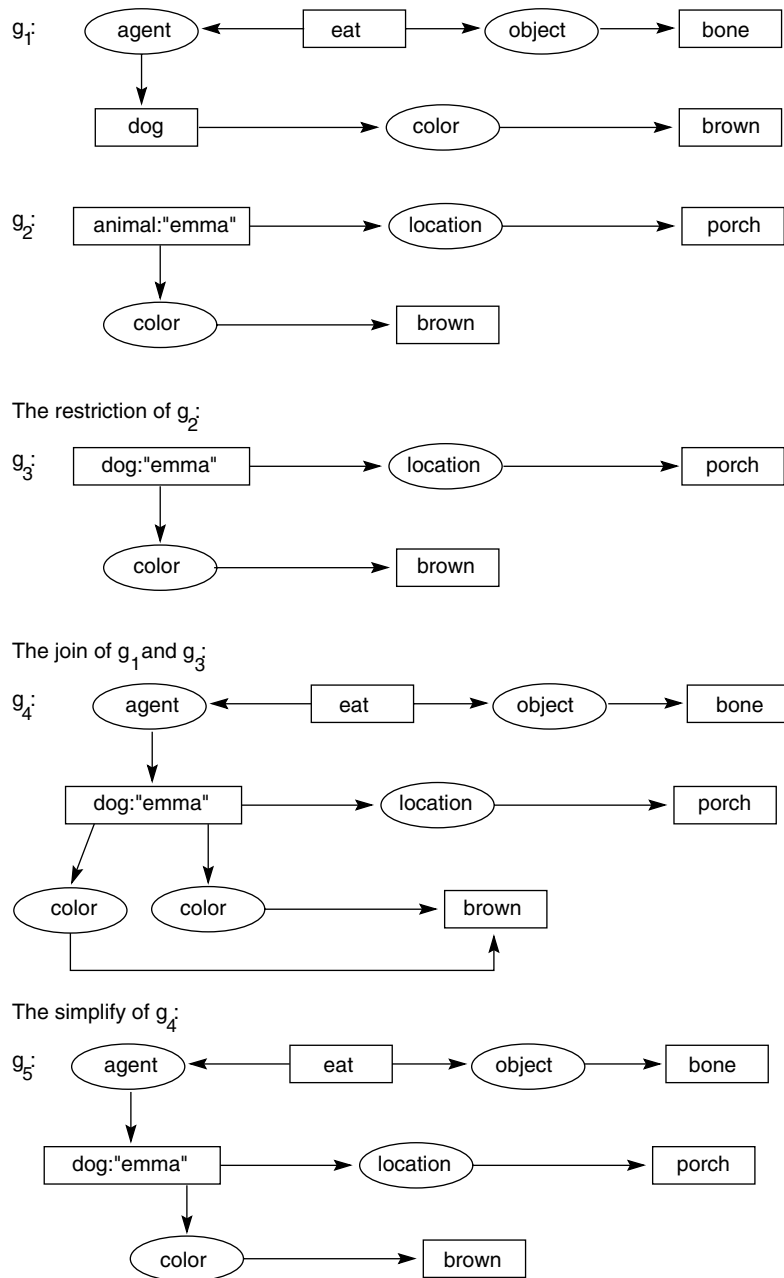 g1: agent eat object bone
dog color brown
g2: animal:"emma" location porch
color brown
The restriction of g2:
g3: dog:"emma" location porch
color brown
The join of g1 and g3:
g4: agent eat object bone
dog:"emma" location porch
color color brown
The simplify of g4:
g5: agent eat object bone
dog:"emma" location porch
color brown